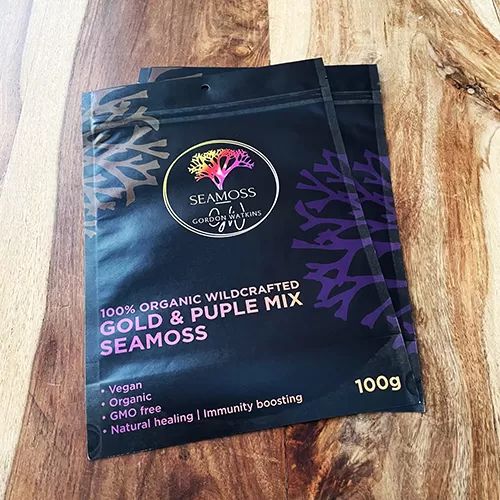 SEAMOSS
GW
GORDON WATKINS
100% ORGANIC WILDCRAFTED
GOLD & PUPLE MIX
SEAMOSS
• Vegan
• Organic
• GMO free
• Natural healing | Immunity boosting
100g